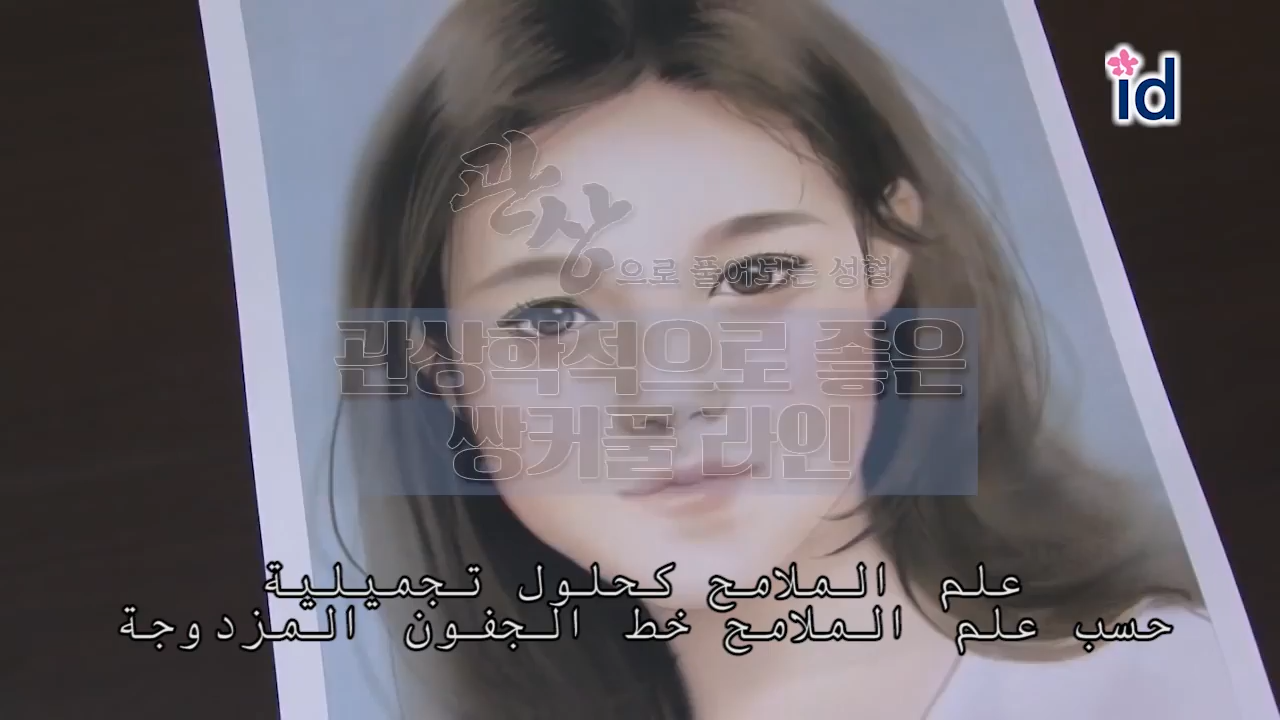 id
관상
으로 풀어보는 성형
관상학적으로 좋은
쌍커풀 라인
علم الملامح كحلول تجميلية
حسب علم الملامح خط الجفون المزدوجة